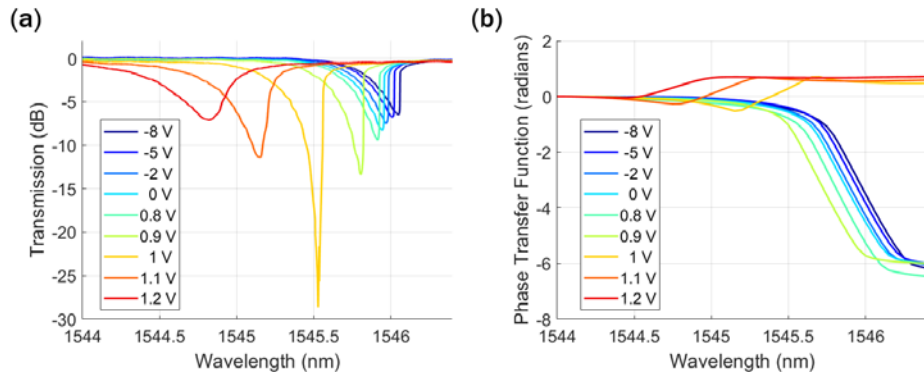 (a)
Transmission (dB)
0
-5
-10
-15
-20
-25
-30
-8 V
-5 V
-2 V
0 V
0.8 V
0.9 V
1 V
1.1 V
1.2 V
1544
1544.5
1545
1545.5
1546
Wavelength (nm)
(b)
Phase Transfer Function (radians)
2
0
-2
-4
-6
-8
-8 V
-5 V
-2 V
0 V
0.8 V
0.9 V
1 V
1.1 V
1.2 V
1544
1544.5
1545
1545.5
1546
Wavelength (nm)